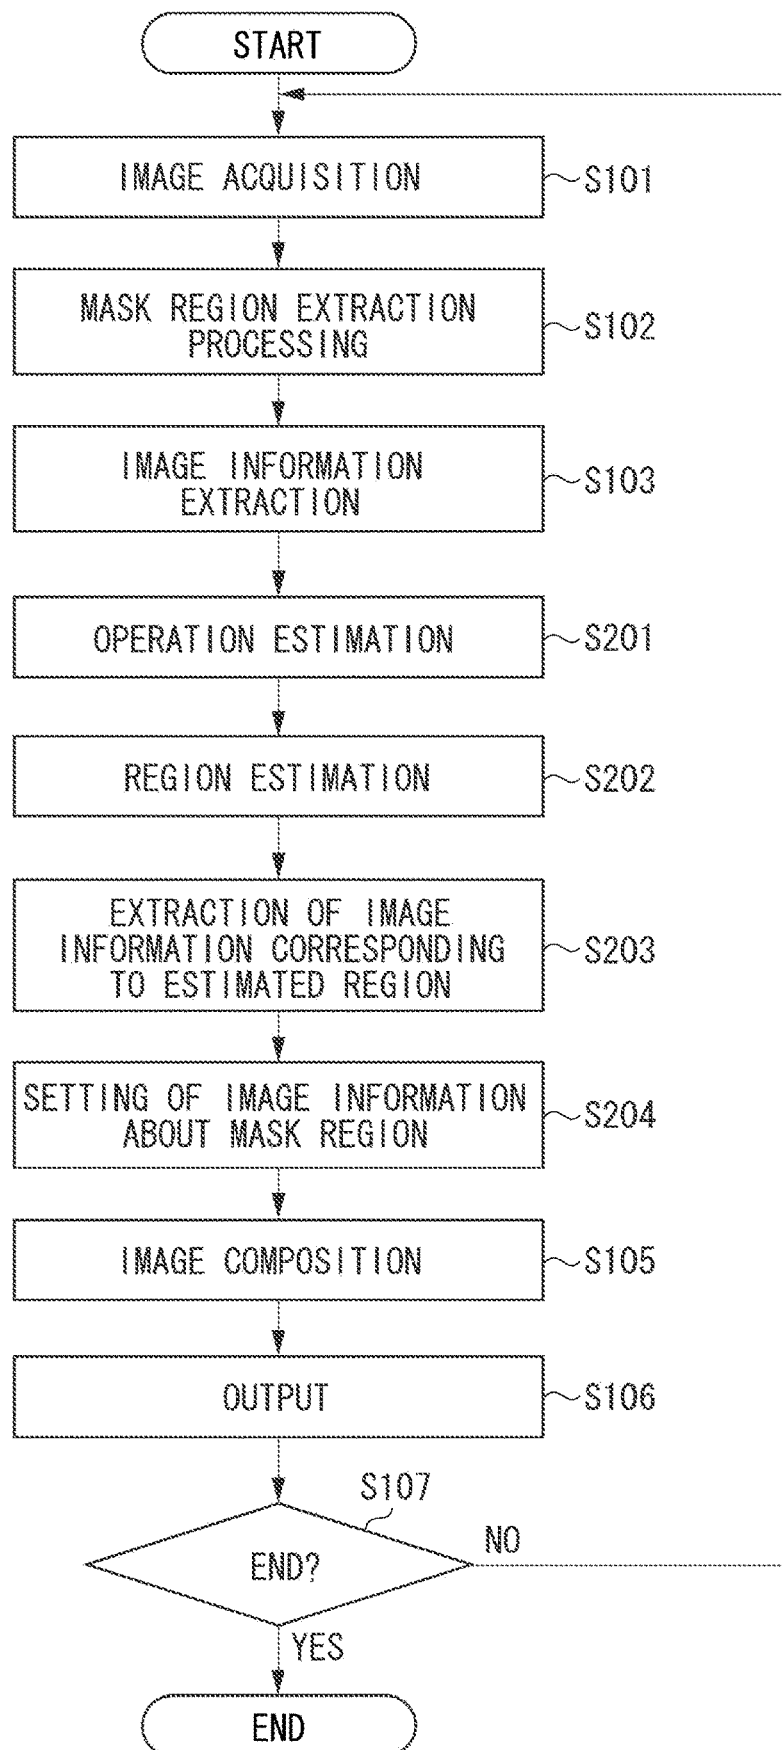 START
IMAGE ACQUISITION
S101
MASK REGION EXTRACTION
PROCESSING
S102
IMAGE INFORMATION
EXTRACTION
S103
OPERATION ESTIMATION
S201
REGION ESTIMATION
S202
EXTRACTION OF IMAGE
INFORMATION CORRESPONDING
TO ESTIMATED REGION
S203
SETTING OF IMAGE INFORMATION
ABOUT MASK REGION
S204
IMAGE COMPOSITION
S105
OUTPUT
S106
S107
END?
NO
YES
END